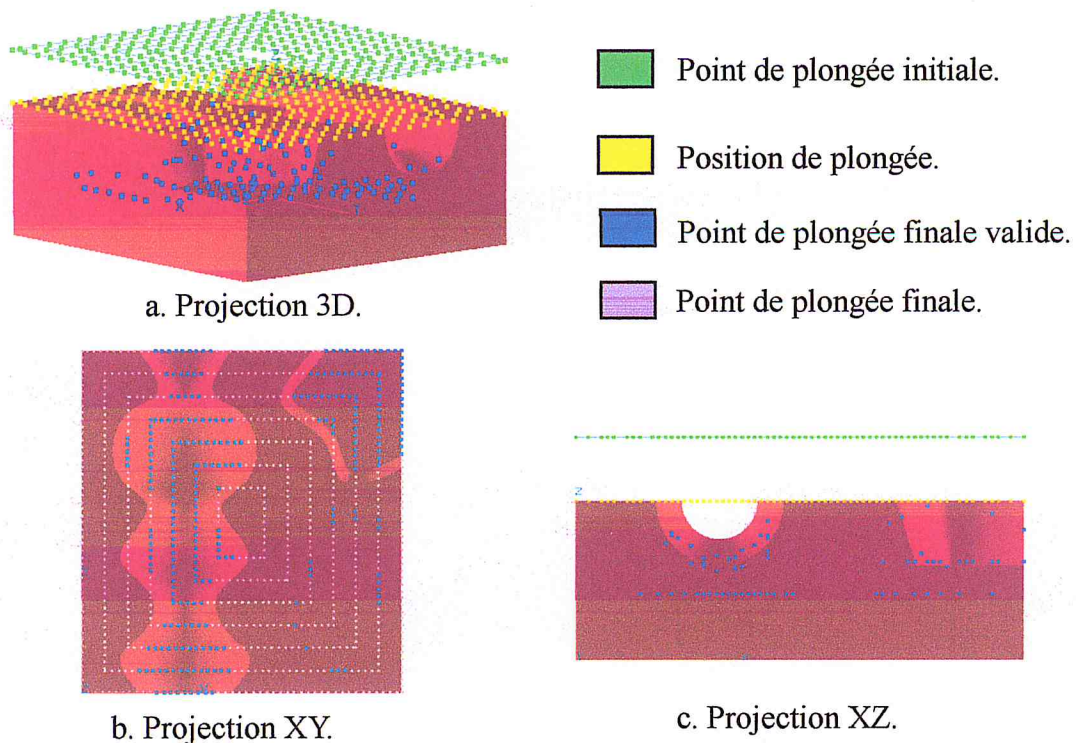 Point de plongée initiale.
Position de plongée.
Point de plongée finale valide.
Point de plongée finale.
X
Y
a. Projection 3D.
z
b. Projection XY.
c. Projection XZ.